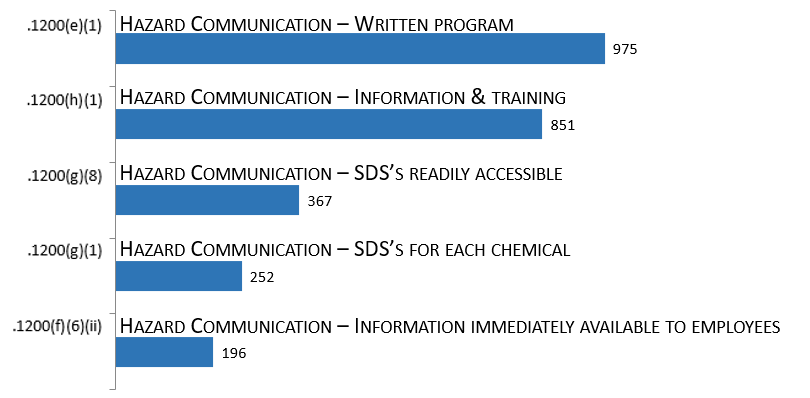 .1200(e)(1) HAZARD COMMUNICATION – WRITTEN PROGRAM
975
.1200(h)(1) HAZARD COMMUNICATION – INFORMATION & TRAINING
851
.1200(g)(8) HAZARD COMMUNICATION – SDS'S READILY ACCESSIBLE
367
.1200(g)(1) HAZARD COMMUNICATION – SDS'S FOR EACH CHEMICAL
252
.1200(f)(6)(ii) HAZARD COMMUNICATION – INFORMATION IMMEDIATELY AVAILABLE TO EMPLOYEES
196